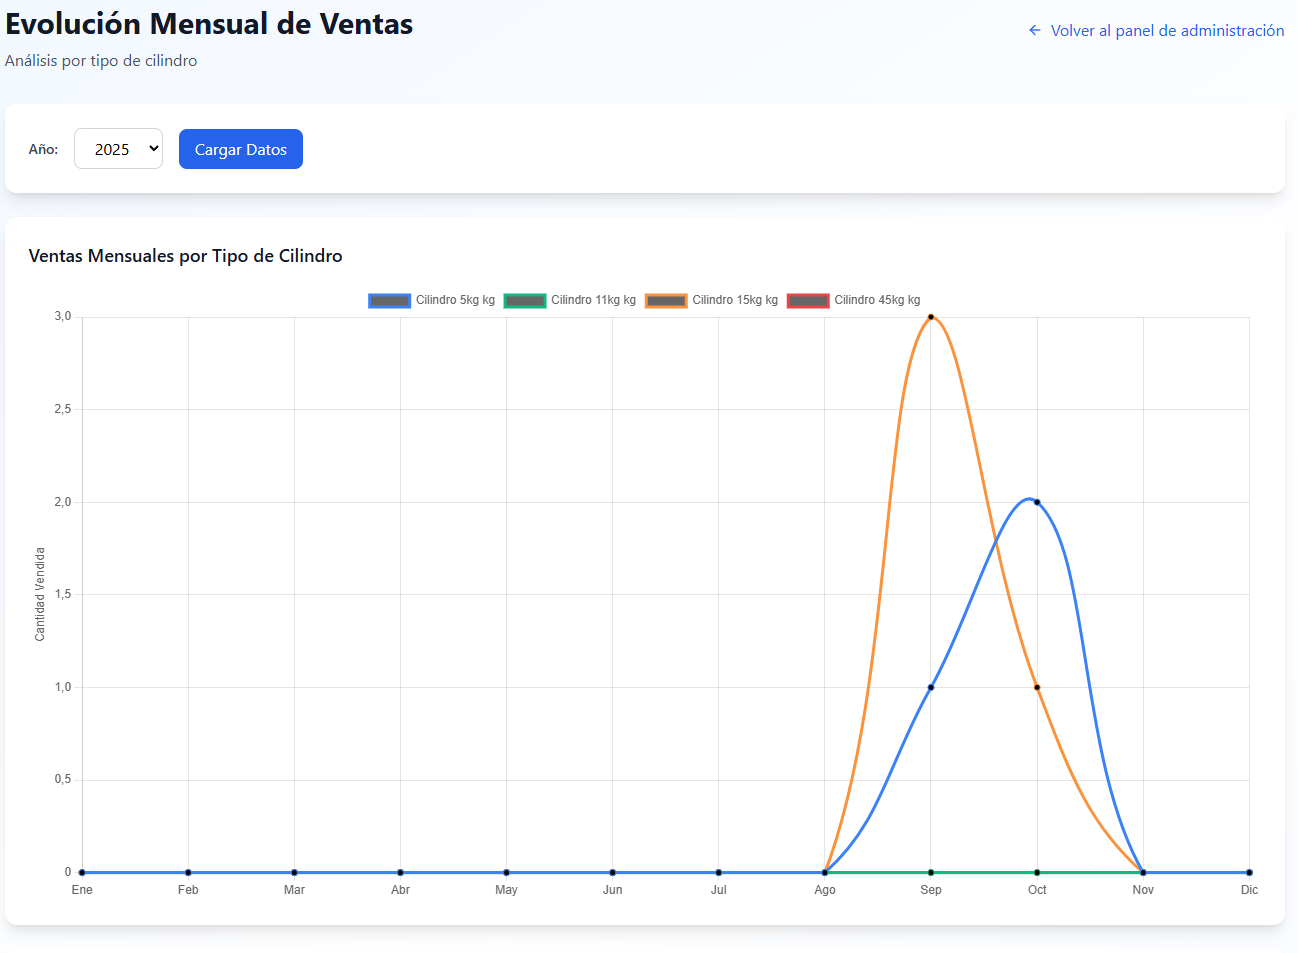 Evolución Mensual de Ventas
← Volver al panel de administración
Análisis por tipo de cilindro
Año: 2025 Cargar Datos
Ventas Mensuales por Tipo de Cilindro
Cilindro 5kg kg Cilindro 11kg kg Cilindro 15kg kg Cilindro 45kg kg
3,0
2,5
2,0
1,5
1,0
0,5
0
Cantidad Vendida
Ene Feb Mar Abr May Jun Jul Ago Sep Oct Nov Dic